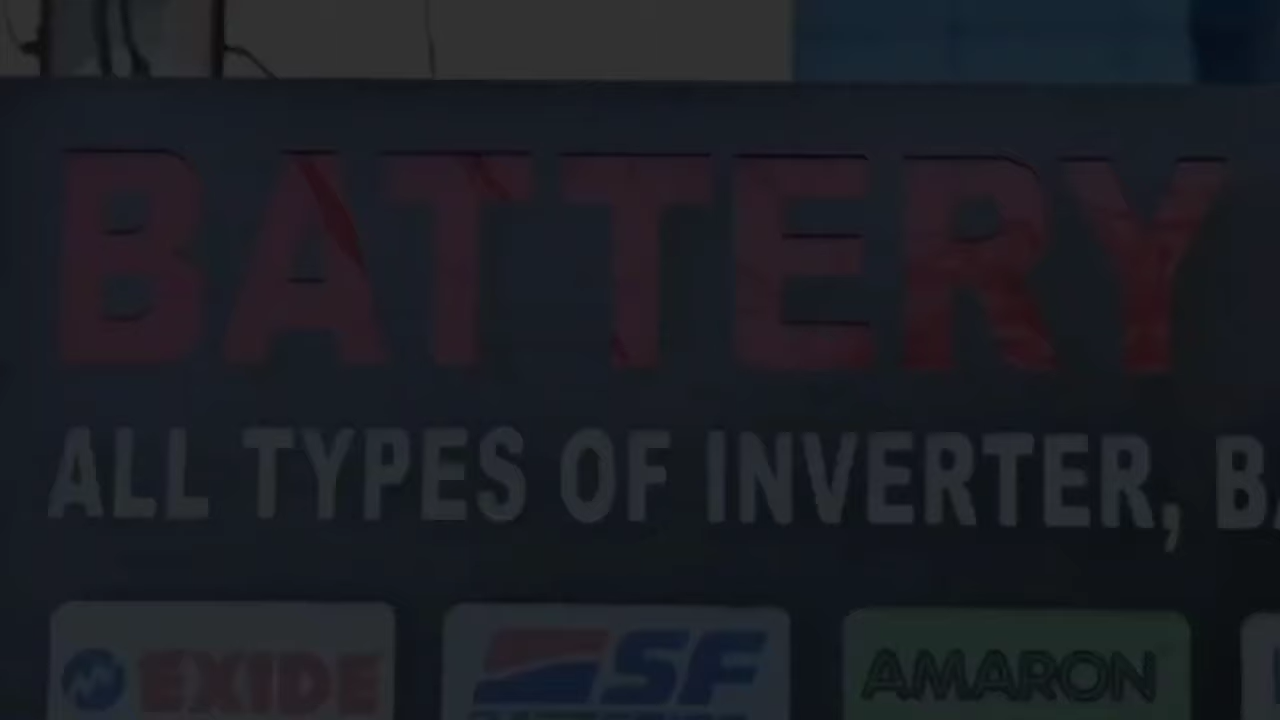 BATTERY
ALL TYPES OF INVERTER,
EXIDE SF AMARON